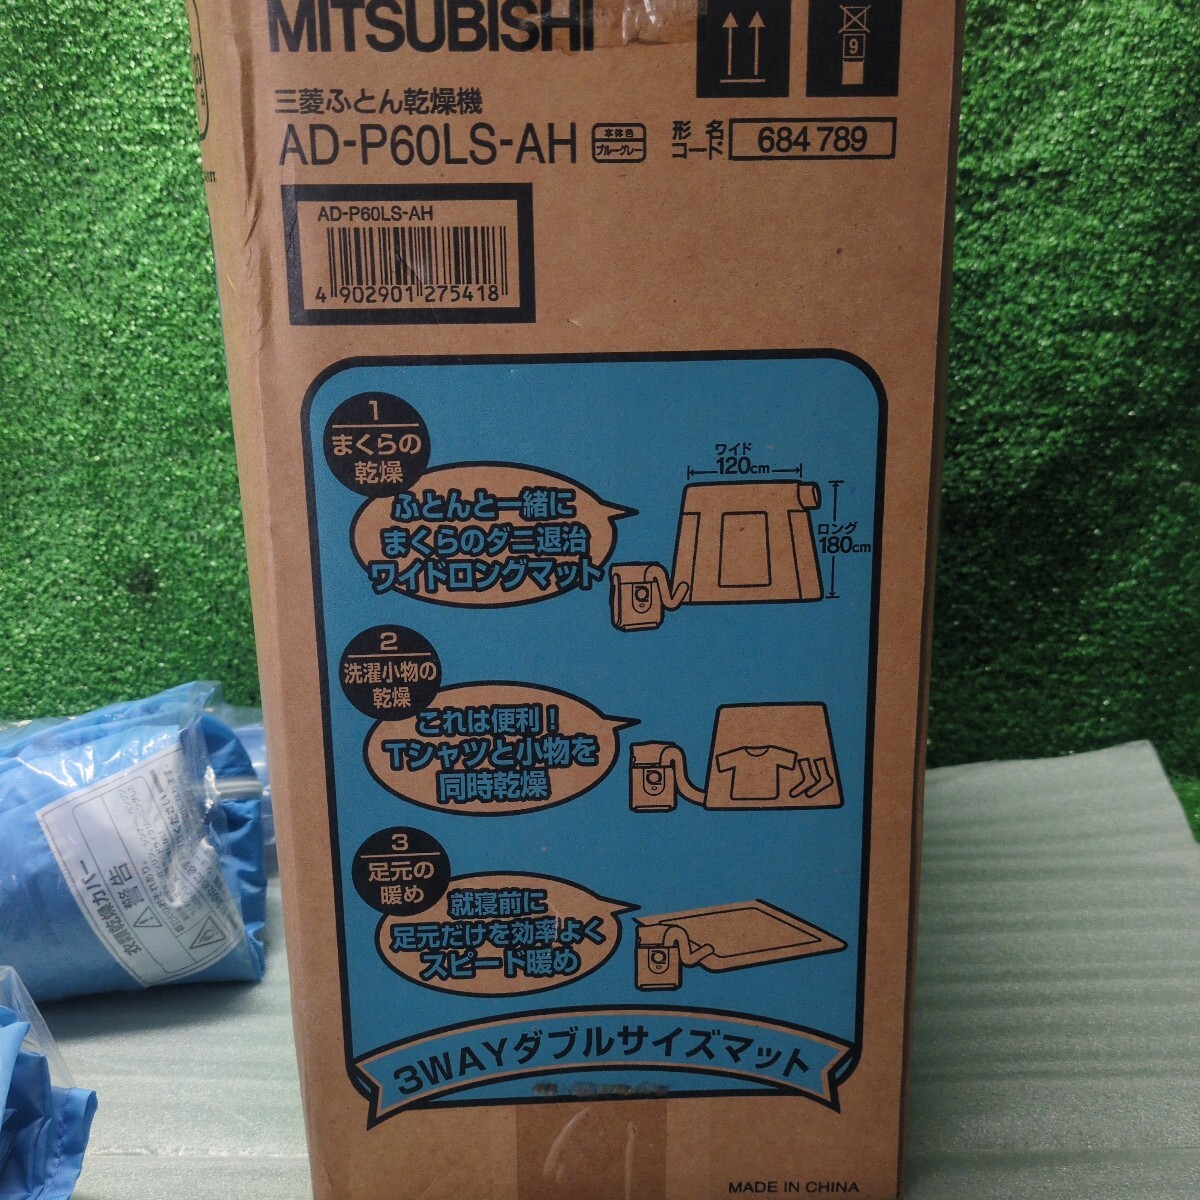 MITSUBISHI
9
三菱ふとん乾燥機
AD-P60LS-AH
本体色
ブルーグレー
形名
コード
684 789
AD-P60LS-AH
4 902901 275418
1
まくらの
乾燥
ふとんと一緒に
まくらのダニ退治
ワイドロングマット
ワイド
120cm
ロング
180cm
2
洗濯小物の
乾燥
これは便利!
Tシャツと小物を
同時乾燥
3
足元の
暖め
就寝前に
足元だけを効率よく
スピード暖め
3WAYダブルサイズマット
MADE IN CHINA
衣類乾燥カバー
警告